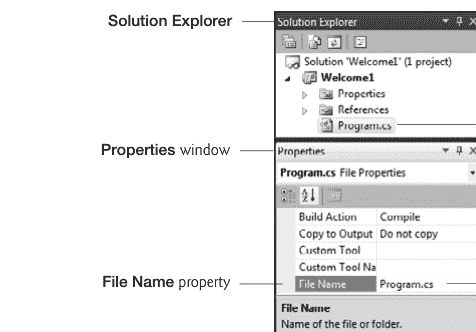 Solution Explorer
Solution Explorer
Solution 'Welcome1' (1 project)
Welcome1
Properties
References
Program.cs
Properties window
Properties
Program.cs File Properties
Build Action Compile
Copy to Output Do not copy
Custom Tool
Custom Tool Na
File Name property
File Name Program.cs
File Name
Name of the file or folder.